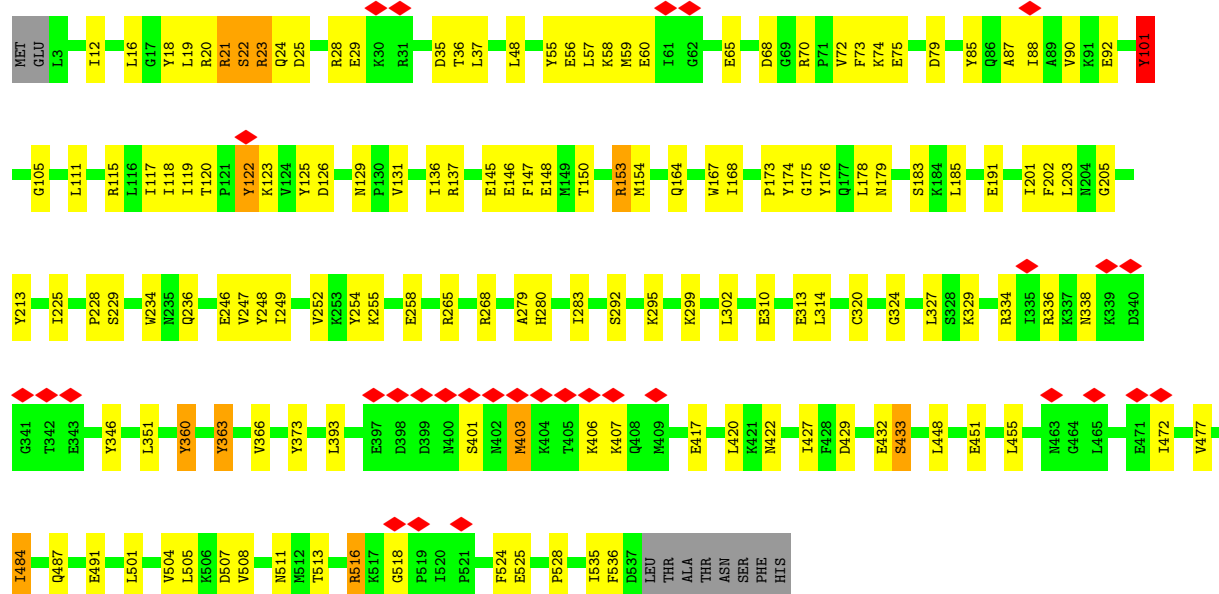 MET GLU L3 I12 L16 G17 Y18 L19 R20 R21 S22 R23 Q24 D25 R28 E29 K30 R31 D35 T36 L37 L48 Y55 E56 L57 K58 M59 E60 I61 G62 E65 D68 G69 R70 P71 V72 F73 K74 E75 D79 Y85 Q86 A87 I88 A89 V90 K91 E92 Y101
G105 L111 R115 L116 I117 I118 I119 T120 P121 Y122 K123 V124 Y125 D126 N129 P130 V131 I136 R137 E145 E146 F147 E148 M149 T150 R153 M154 Q164 W167 I168 P173 Y174 G175 Y176 Q177 L178 N179 S183 K184 L185 E191 I201 F202 L203 N204 G205
Y213 I225 P228 S229 W234 N235 Q236 E246 V247 Y248 I249 V252 K253 Y254 K255 E258 R265 R268 A279 H280 I283 S292 K295 K299 L302 E310 E313 L314 C320 G324 L327 S328 K329 R334 I335 R336 K337 N338 K339 D340
G341 T342 E343 Y346 L351 Y360 Y363 V366 Y373 L393 E397 D398 D399 N400 S401 N402 M403 K404 T405 K406 K407 Q408 M409 E417 L420 K421 N422 I427 F428 D429 E432 S433 L448 E451 L455 N463 G464 L465 E471 I472 V477
I484 Q487 E491 L501 V504 L505 K506 D507 V508 N511 M512 T513 R516 K517 G518 P519 I520 P521 F524 E525 P528 I535 F536 D537 LEU THR ALA THR ASN SER PHE HIS